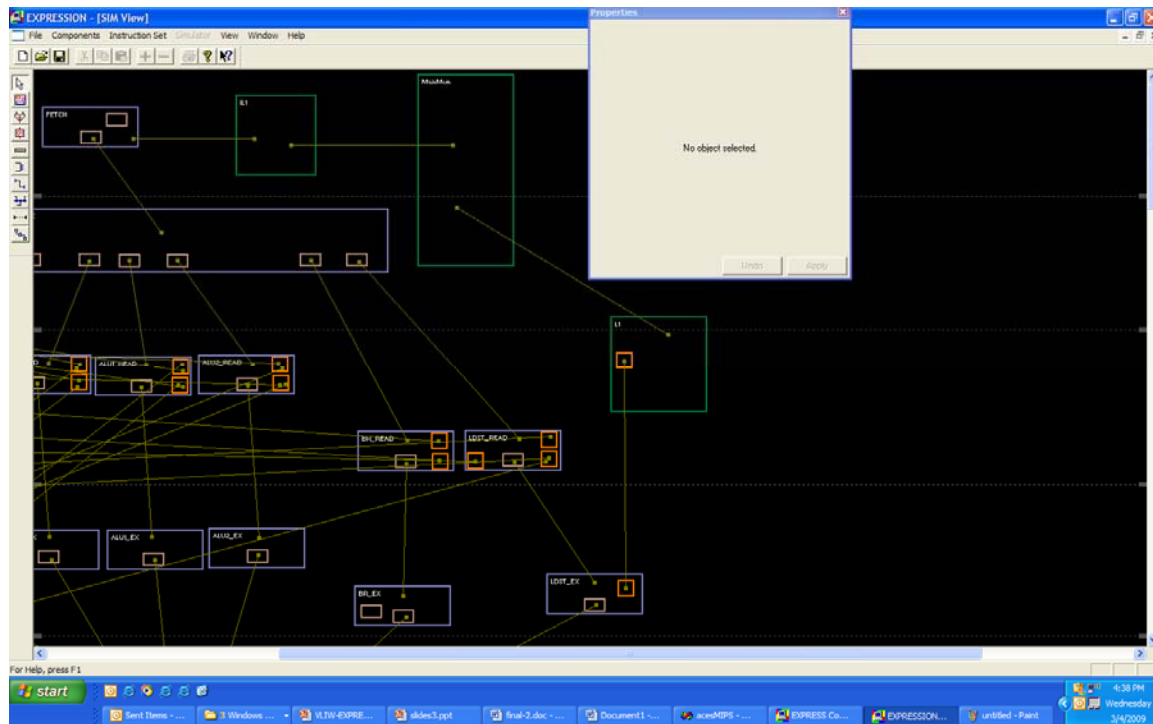 EXPRESSION - [SIM View]
Properties
File Components Instruction Set Simulator View Window Help
MainMem
IL1
FETCH
No object selected.
Undo Apply
L1
ALU1_READ
ALU2_READ
BR_READ
LDST_READ
ALU1_EX
ALU2_EX
LDST_EX
BR_EX
For Help, press F1
start
4:38 PM
Wednesday
3/4/2009
Sent Items - ...
3 Windows ...
VLIW-EXPRE...
slides3.ppt
final-2.doc - ...
Document1 -...
acesMIPS - ...
EXPRESS Co...
EXPRESSION...
untitled - Paint